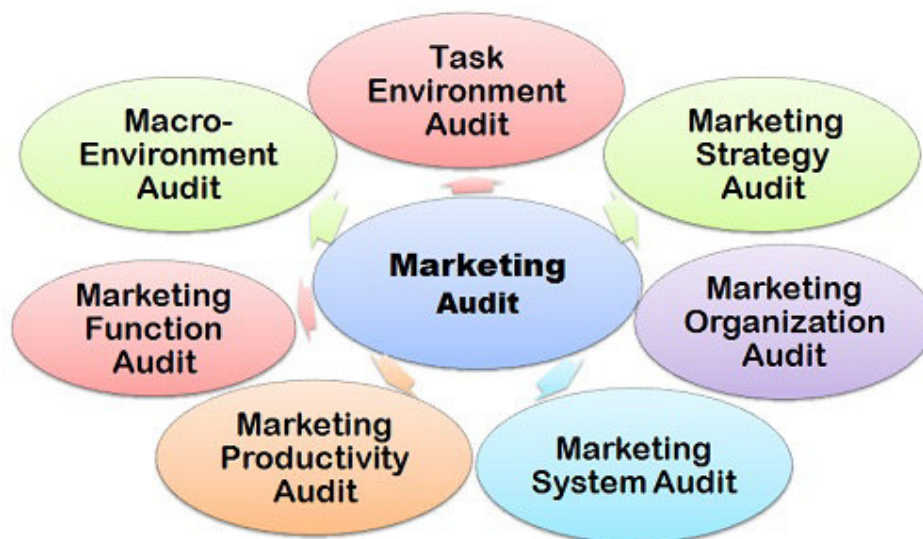 Task
Environment
Audit
Macro-
Environment
Audit
Marketing
Strategy
Audit
Marketing
Audit
Marketing
Function
Audit
Marketing
Organization
Audit
Marketing
Productivity
Audit
Marketing
System Audit